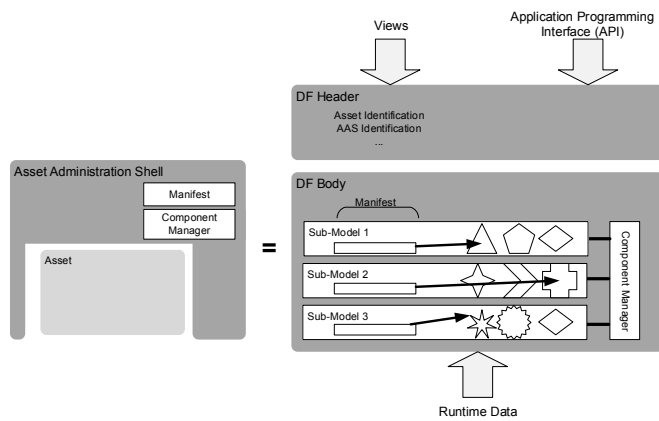 Views
Application Programming
Interface (API)
DF Header
Asset Identification
AAS Identification
...
Asset Administration Shell
Manifest
Component
Manager
Asset
=
DF Body
Manifest
Sub-Model 1
Sub-Model 2
Sub-Model 3
Component Manager
Runtime Data